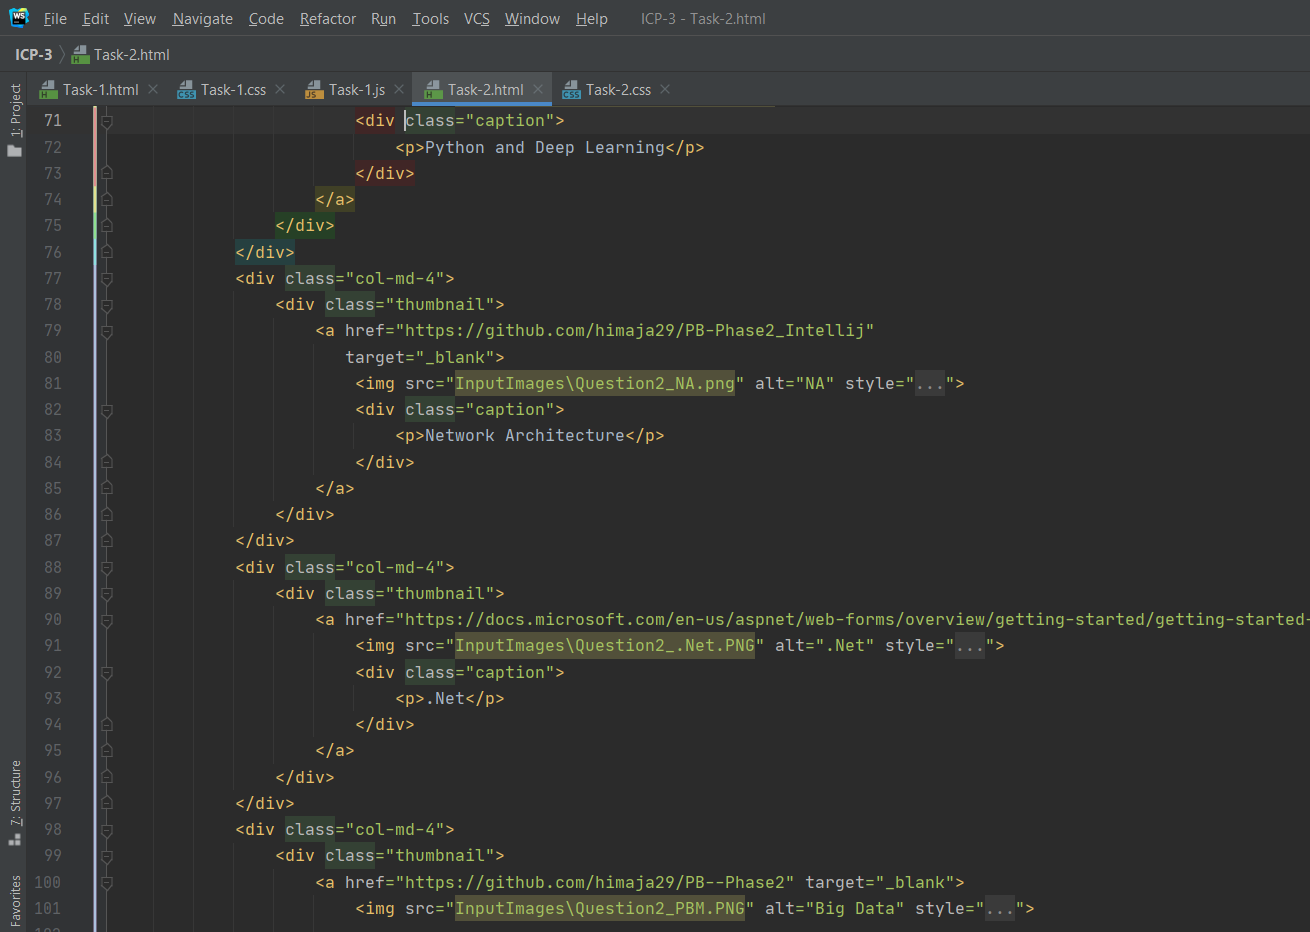 WS File Edit View Navigate Code Refactor Run Tools VCS Window Help ICP-3 - Task-2.html
ICP-3 Task-2.html
Task-1.html Task-1.css Task-1.js Task-2.html Task-2.css
1: Project
7: Structure
Favorites
71 <div class="caption">
72 <p>Python and Deep Learning</p>
73 </div>
74 </a>
75 </div>
76 </div>
77 <div class="col-md-4">
78 <div class="thumbnail">
79 <a href="https://github.com/himaja29/PB-Phase2_Intellij"
80 target="_blank">
81 <img src="InputImages\Question2_NA.png" alt="NA" style="...">
82 <div class="caption">
83 <p>Network Architecture</p>
84 </div>
85 </a>
86 </div>
87 </div>
88 <div class="col-md-4">
89 <div class="thumbnail">
90 <a href="https://docs.microsoft.com/en-us/aspnet/web-forms/overview/getting-started/getting-started-
91 <img src="InputImages\Question2_.Net.PNG" alt=".Net" style="...">
92 <div class="caption">
93 <p>.Net</p>
94 </div>
95 </a>
96 </div>
97 </div>
98 <div class="col-md-4">
99 <div class="thumbnail">
100 <a href="https://github.com/himaja29/PB--Phase2" target="_blank">
101 <img src="InputImages\Question2_PBM.PNG" alt="Big Data" style="...">